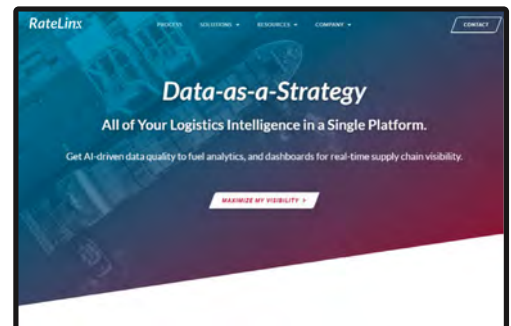 RateLinx
PROCESS SOLUTIONS RESOURCES COMPANY CONTACT
Data-as-a-Strategy
All of Your Logistics Intelligence in a Single Platform.
Get AI-driven data quality to fuel analytics, and dashboards for real-time supply chain visibility.
MAXIMIZE MY VISIBILITY >